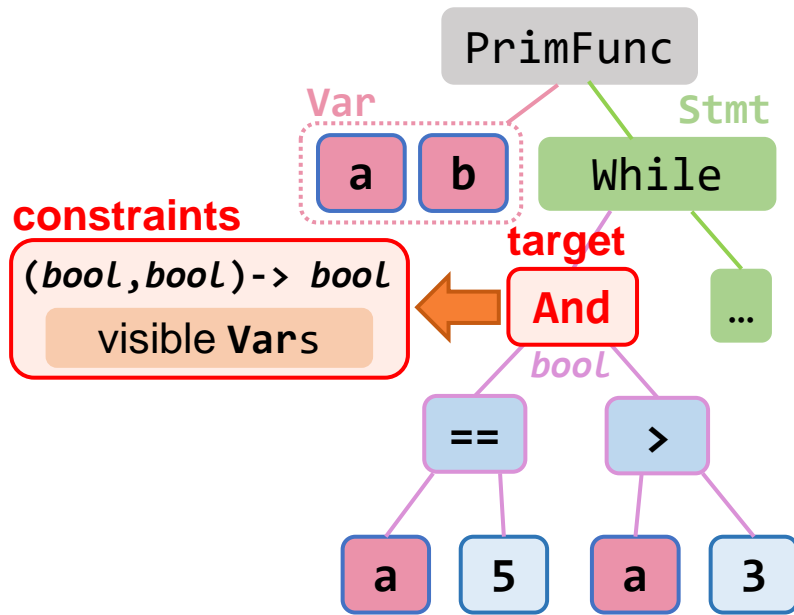 PrimFunc
Var
Stmt
a b
While
constraints
target
(bool,bool)-> bool
visible Vars
And
…
bool
== >
a 5 a 3